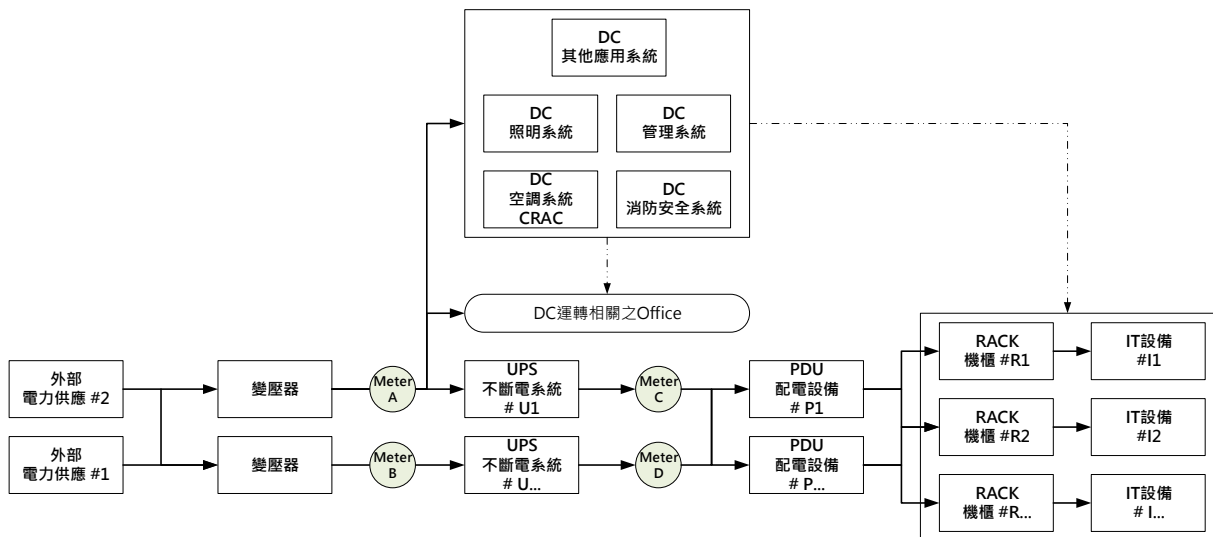 DC
其他應用系統
DC
照明系統
DC
管理系統
DC
空調系統
CRAC
DC
消防安全系統
DC運轉相關之Office
外部
電力供應 #2
變壓器
Meter
A
UPS
不斷電系統
# U1
Meter
C
PDU
配電設備
# P1
外部
電力供應 #1
變壓器
Meter
B
UPS
不斷電系統
# U...
Meter
D
PDU
配電設備
# P...
RACK
機櫃 #R1
IT設備
#I1
RACK
機櫃 #R2
IT設備
#I2
RACK
機櫃 #R...
IT設備
# I...